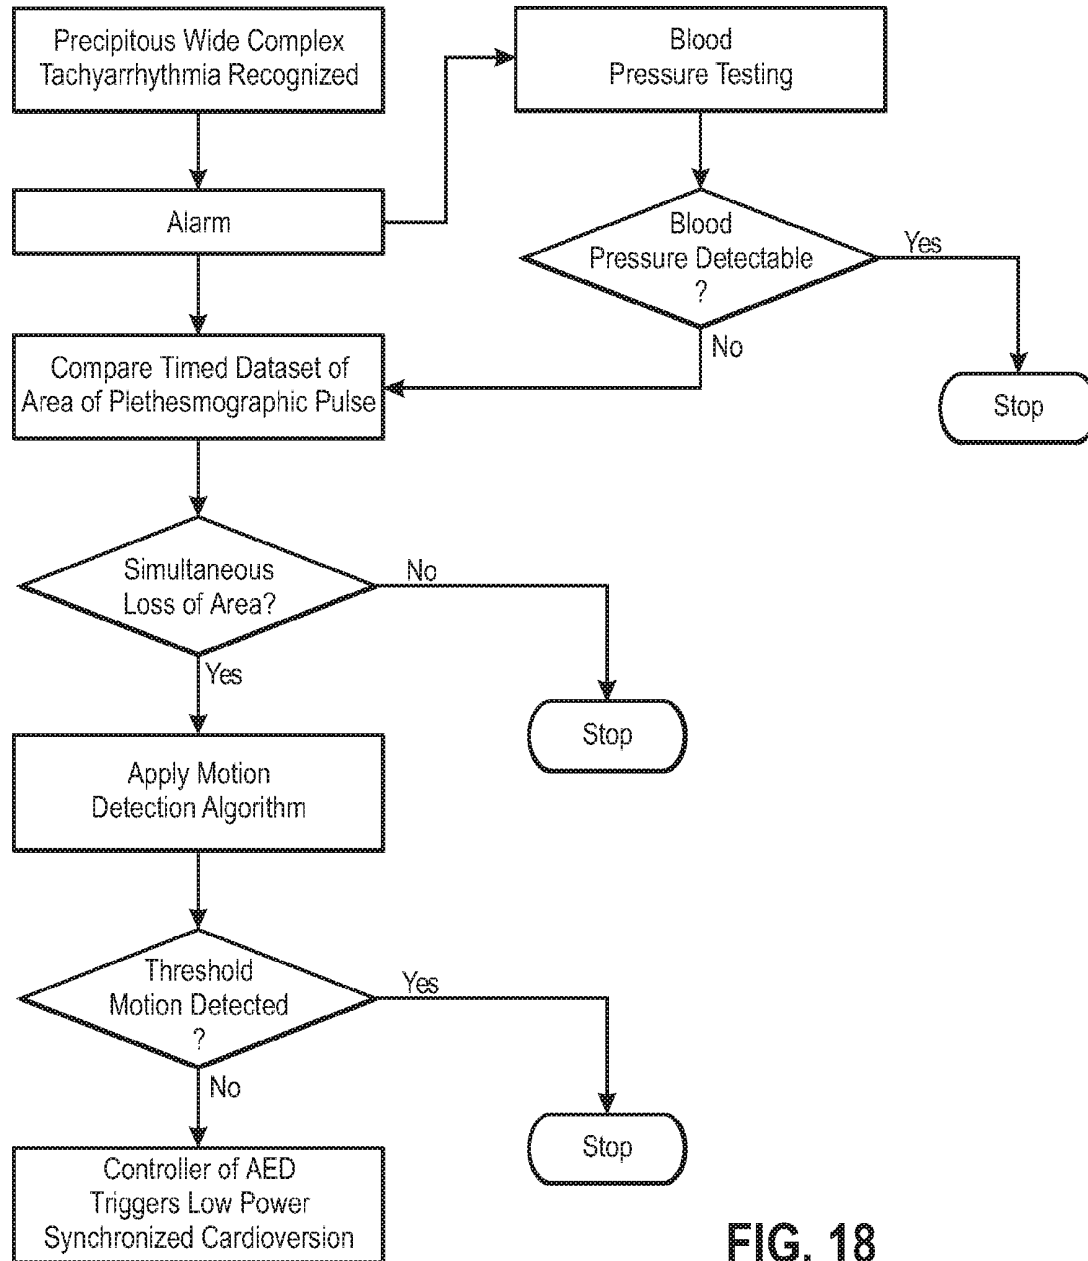 Precipitous Wide Complex
Tachyarrhythmia Recognized
Blood
Pressure Testing
Alarm
Blood
Pressure Detectable
?
Yes
No
Compare Timed Dataset of
Area of Plethesmographic Pulse
Stop
Simultaneous
Loss of Area?
No
Yes
Stop
Apply Motion
Detection Algorithm
Threshold
Motion Detected
?
Yes
No
Stop
Controller of AED
Triggers Low Power
Synchronized Cardioversion
FIG. 18